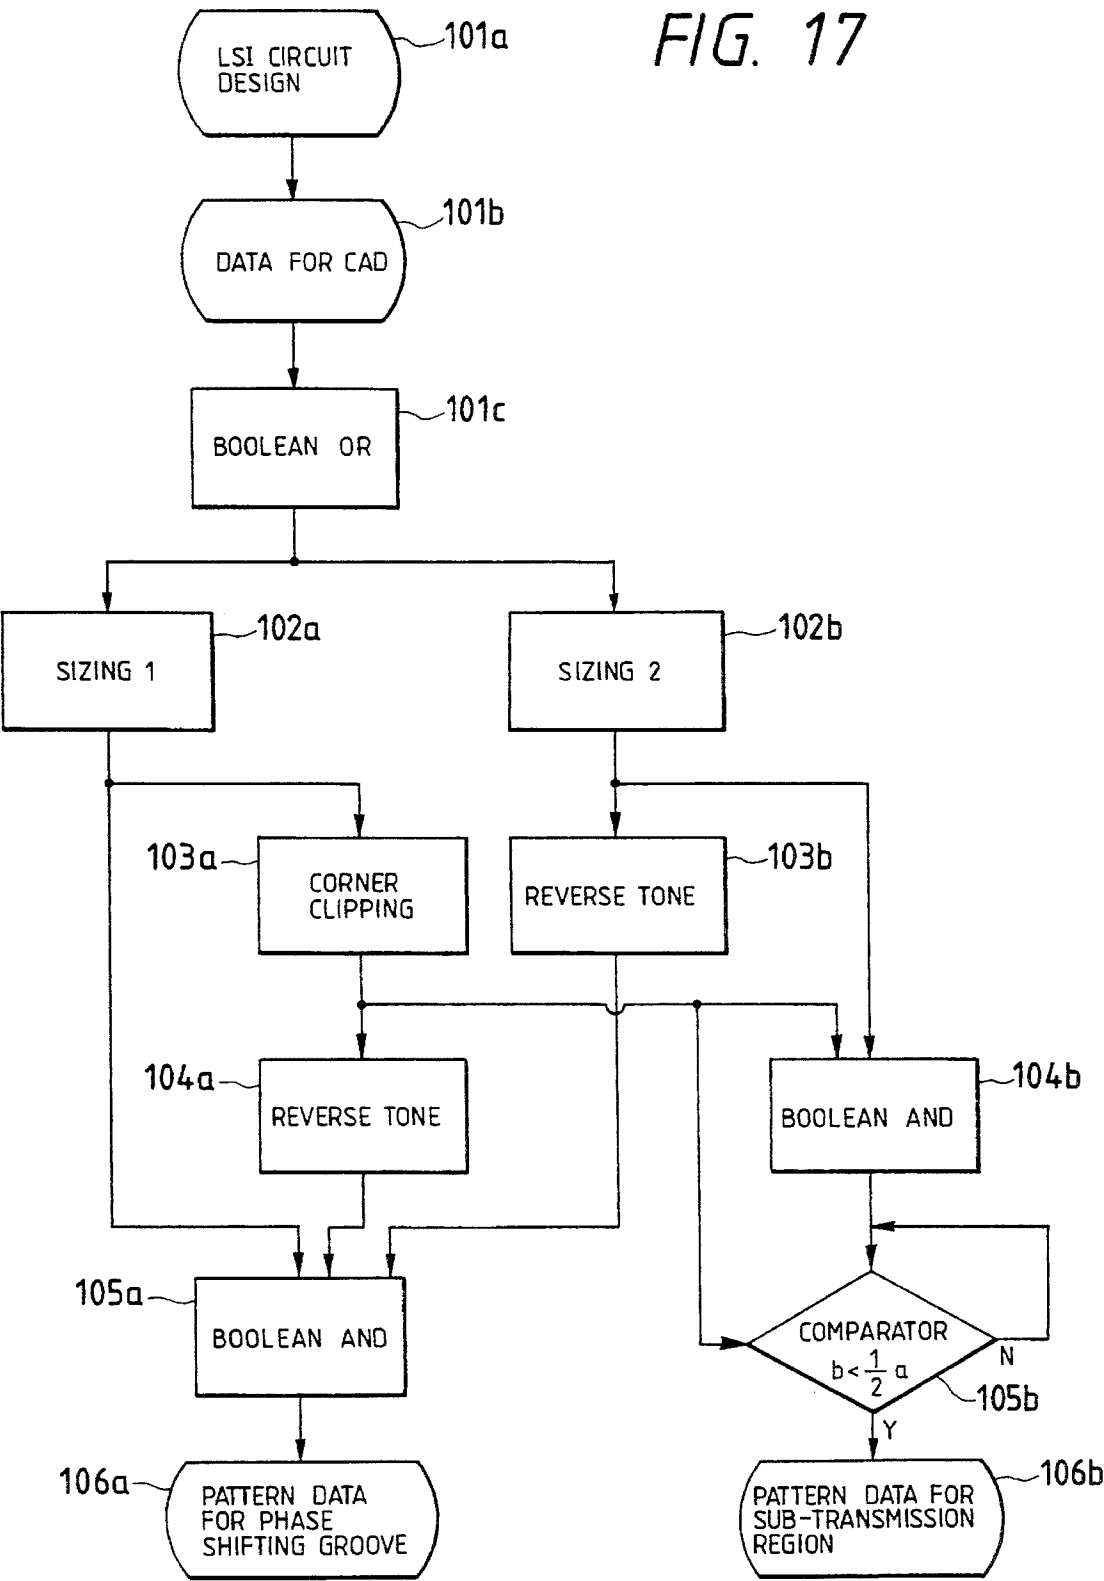 FIG. 17
LSI CIRCUIT
DESIGN
101a
DATA FOR CAD
101b
BOOLEAN OR
101c
SIZING 1
102a
SIZING 2
102b
103a
CORNER
CLIPPING
REVERSE TONE
103b
104a
REVERSE TONE
BOOLEAN AND
104b
105a
BOOLEAN AND
COMPARATOR
b < 1/2 a
N
105b
Y
106a
PATTERN DATA
FOR PHASE
SHIFTING GROOVE
PATTERN DATA FOR
SUB-TRANSMISSION
REGION
106b